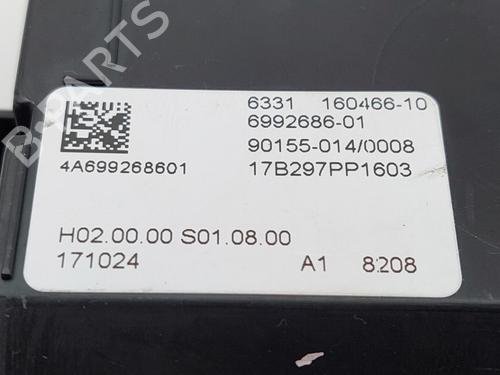 B-PARTS
6331 160466-10
6992686-01
90155-014/0008
4A699268601 17B297PP1603
H02.00.00 S01.08.00
171024 A1 8208